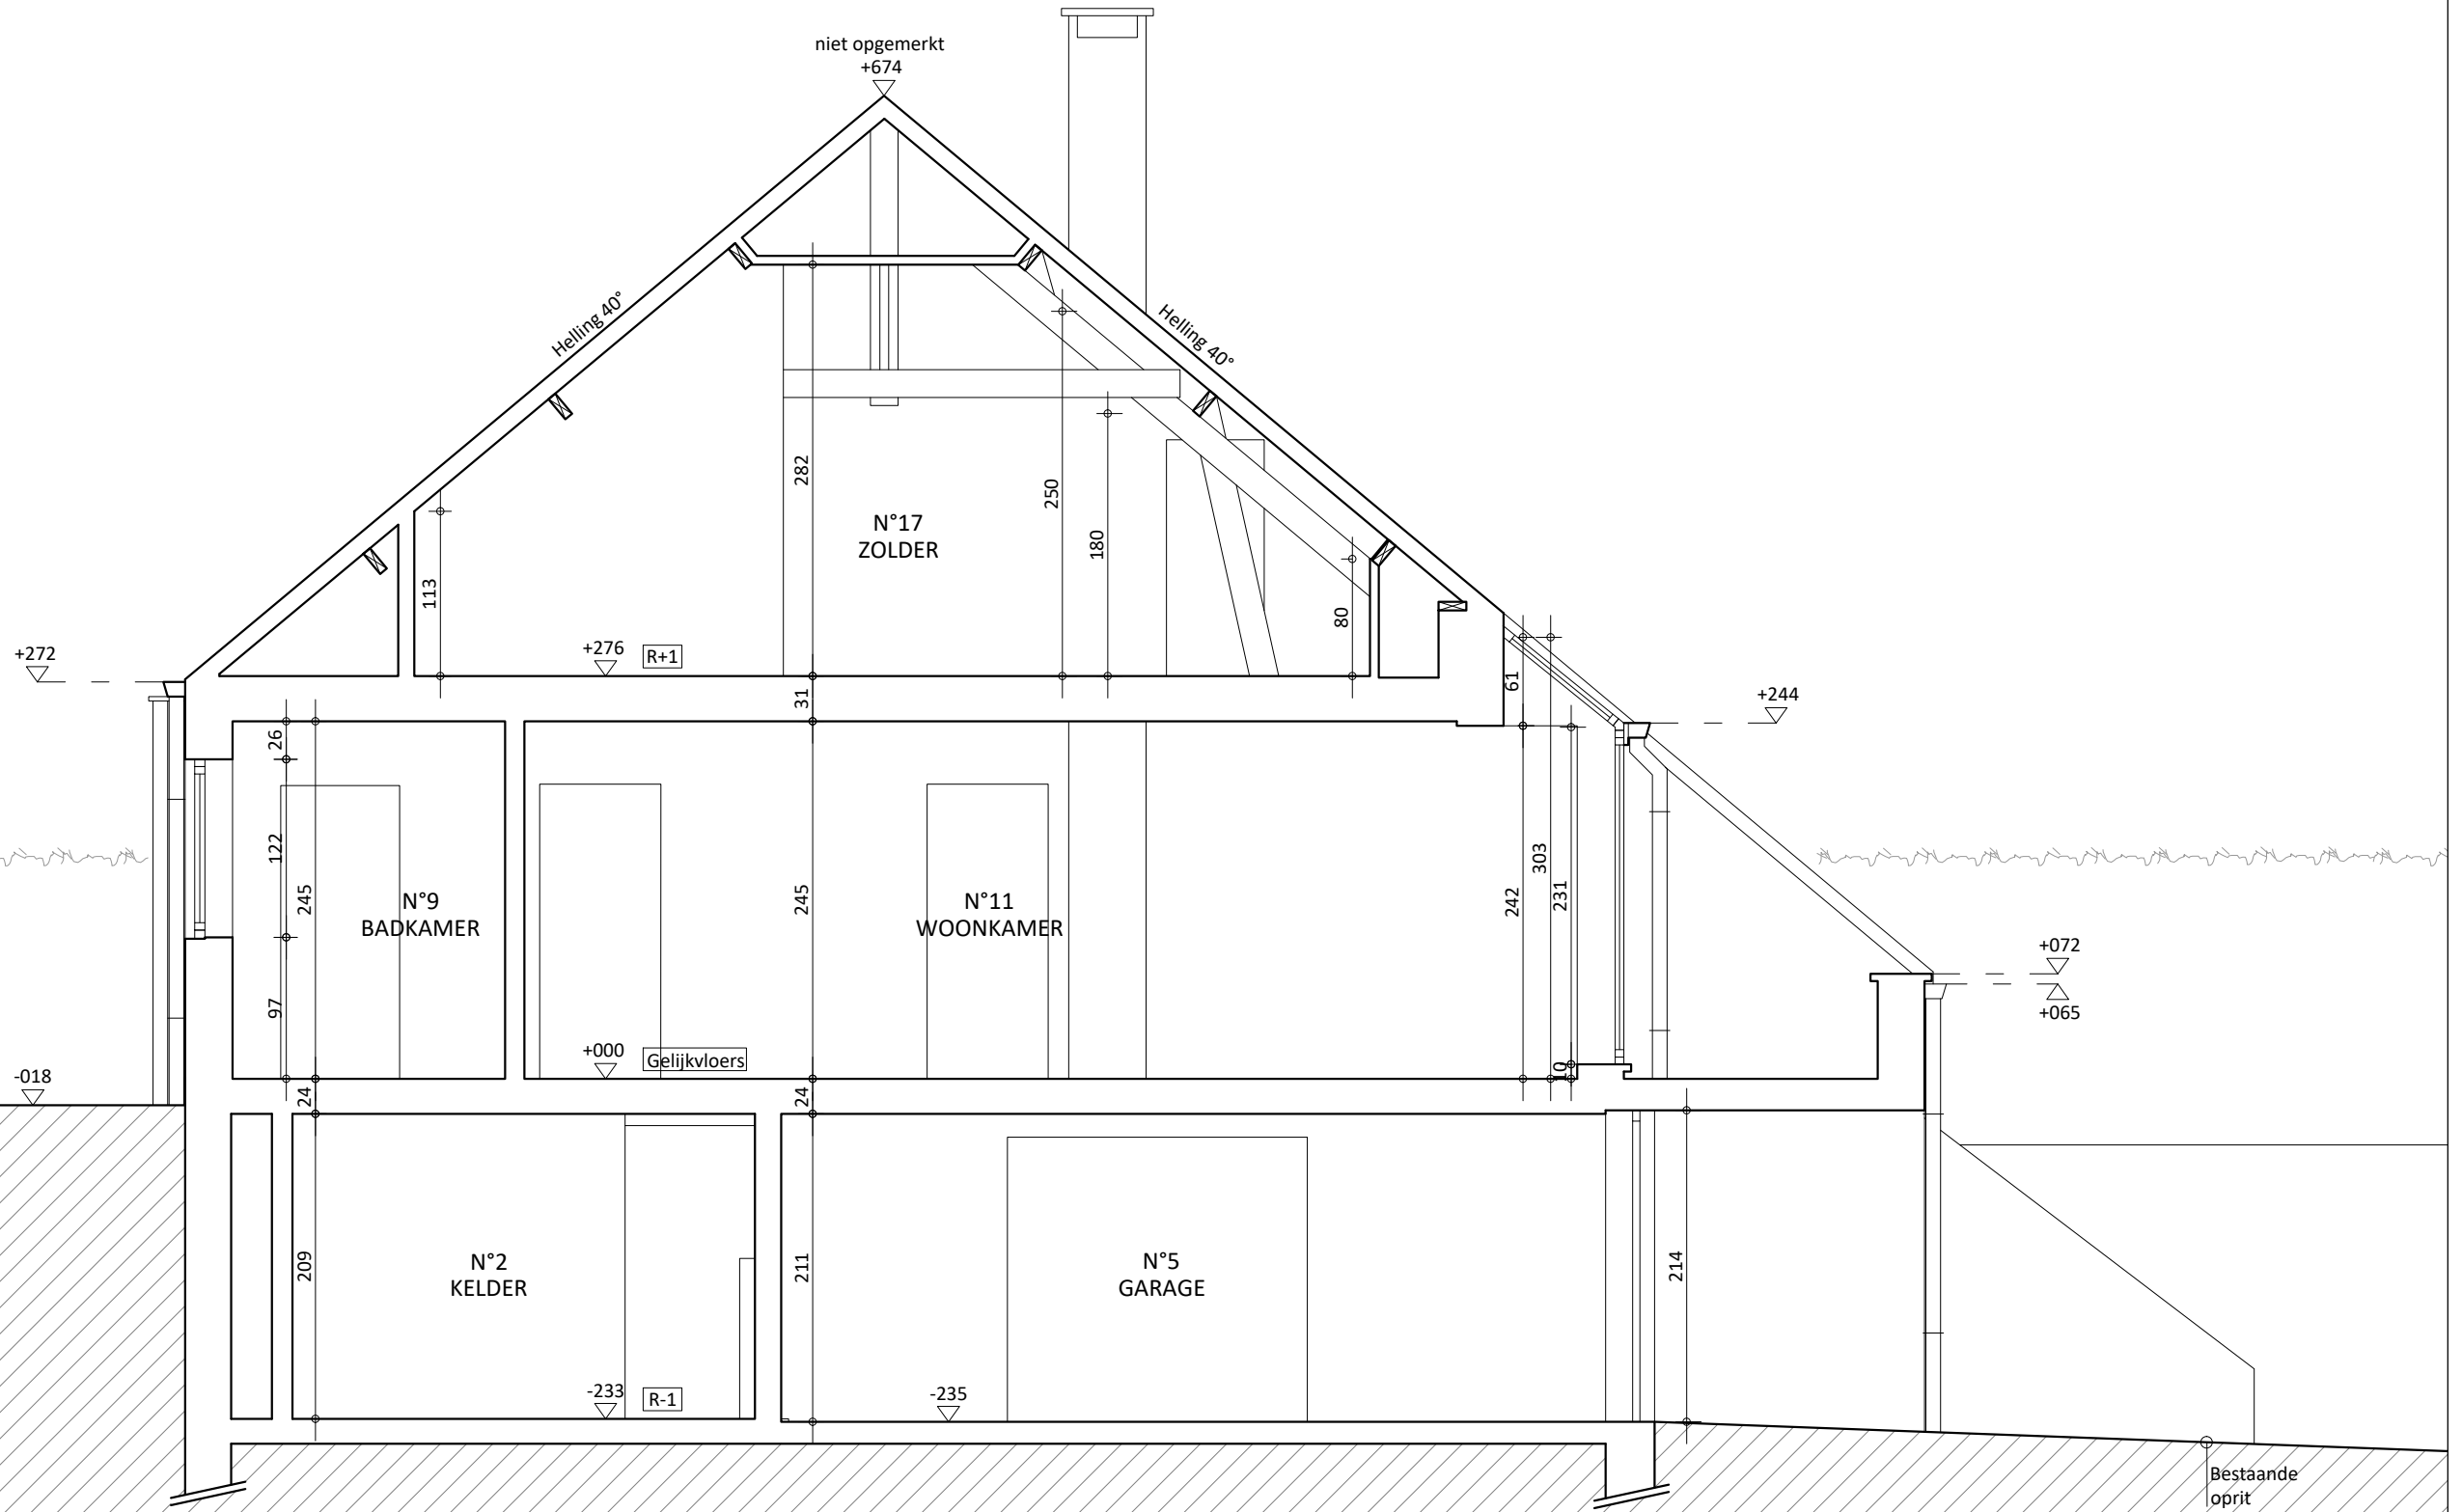 niet opgemerkt
+674
Helling 40°
Helling 40°
282
250
N°17
ZOLDER
180
113
80
+272
+276
R+1
61
31
+244
26
122
303
245
N°9
BADKAMER
245
N°11
WOONKAMER
242
231
+072
97
+065
+000
Gelijkvloers
10
-018
24
24
209
N°2
KELDER
211
N°5
GARAGE
214
-233
R-1
-235
Bestaande
oprit